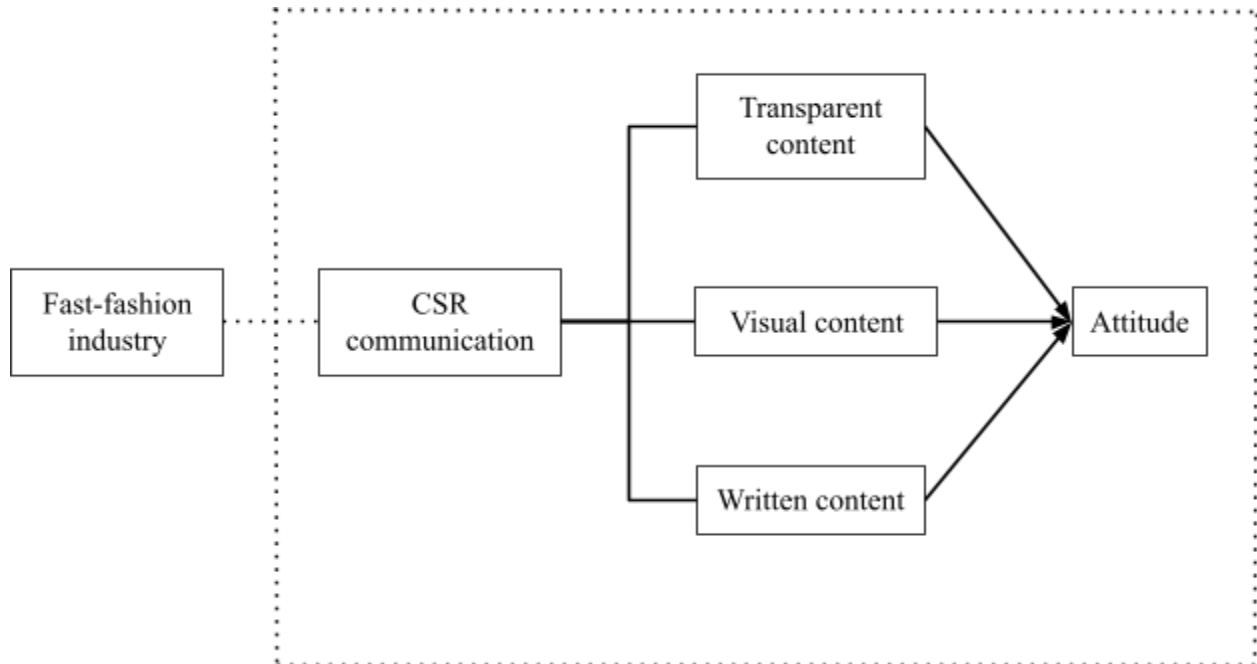 Fast-fashion
industry
CSR
communication
Transparent
content
Visual content
Written content
Attitude